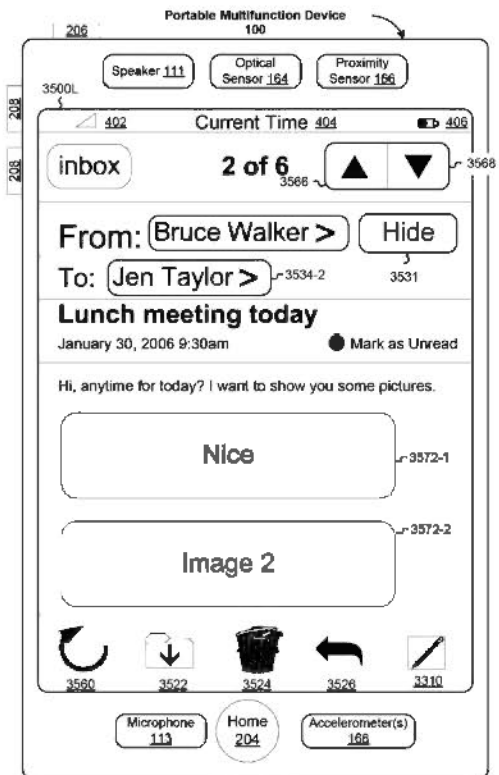 Portable Multifunction Device
100
206
Speaker 111
Optical
Sensor 164
Proximity
Sensor 166
3500L
208
208
402
Current Time 404
406
inbox
2 of 6
3566
3568
From: Bruce Walker >
Hide
To: Jen Taylor >
3534-2
3531
Lunch meeting today
January 30, 2006 9:30am
Mark as Unread
Hi, anytime for today? I want to show you some pictures.
Nice
3572-1
3572-2
Image 2
3560
3522
3524
3526
3310
Microphone
113
Home
204
Accelerometer(s)
168